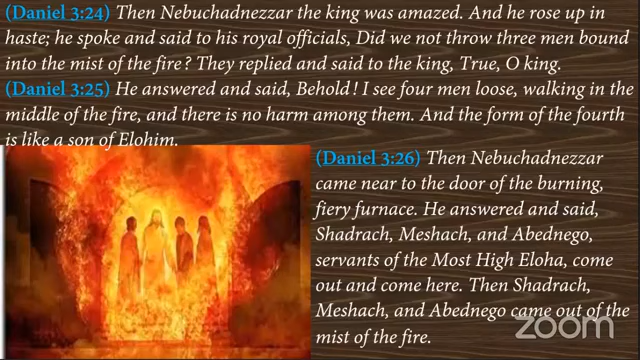 (Daniel 3:24) Then Nebuchadnezzar the king was amazed. And he rose up in
haste; he spoke and said to his royal officials, Did we not throw three men bound
into the mist of the fire? They replied and said to the king, True, O king.
(Daniel 3:25) He answered and said, Behold! I see four men loose, walking in the
middle of the fire, and there is no harm among them. And the form of the fourth
is like a son of Elohim.
(Daniel 3:26) Then Nebuchadnezzar
came near to the door of the burning,
fiery furnace. He answered and said,
Shadrach, Meshach, and Abednego,
servants of the Most High Eloha, come
out and come here. Then Shadrach,
Meshach, and Abednego came out of the
mist of the fire.
zoom